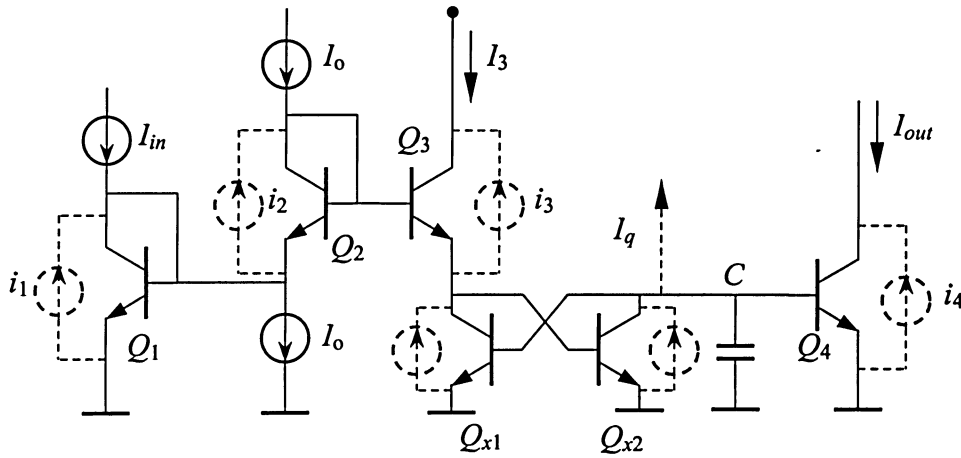 I_o
I_3
I_in
Q_3
I_out
i_2
i_3
I_q
Q_2
i_1
C
i_4
Q_1
I_o
Q_4
Q_x1
Q_x2